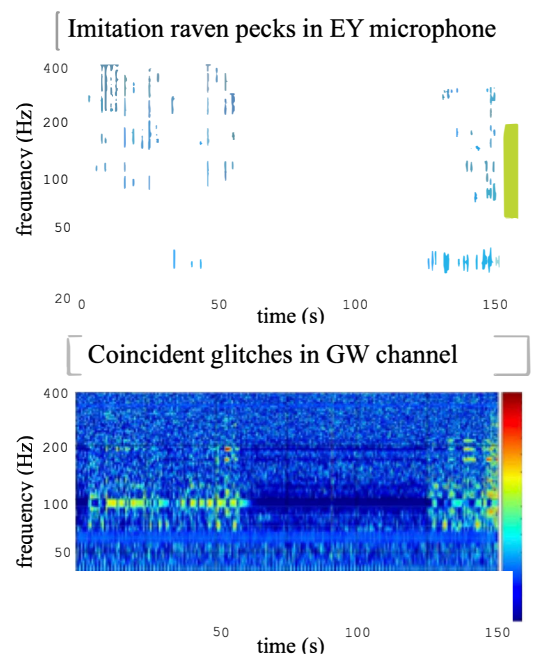 Imitation raven pecks in EY microphone
400
200
100
50
20
frequency (Hz)
0 50 100 150
time (s)
Coincident glitches in GW channel
400
200
100
50
frequency (Hz)
50 100 150
time (s)